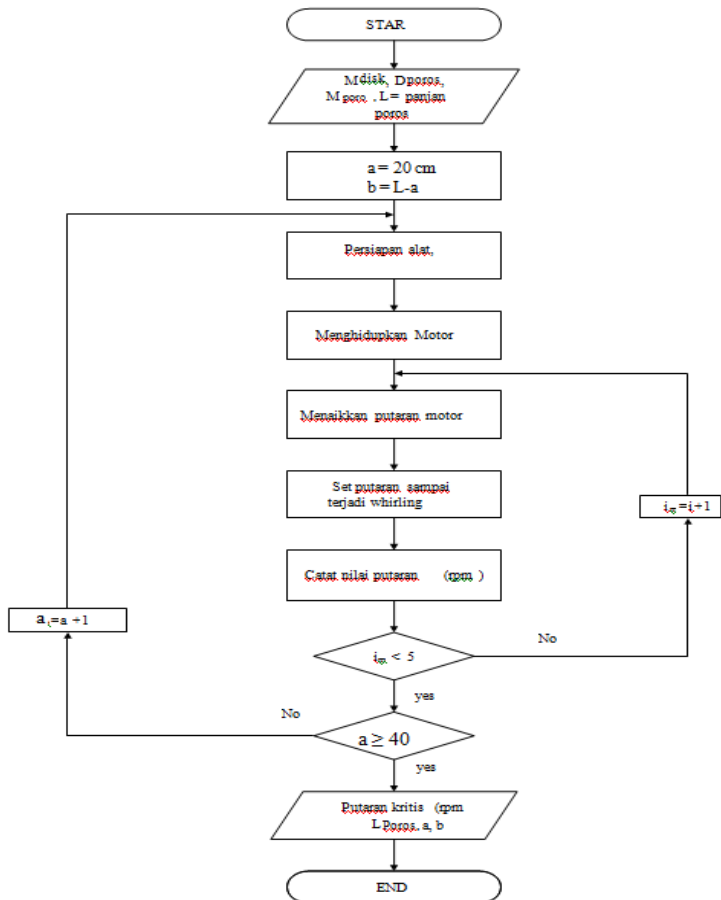 STAR
Mdisk, Dporos,
M poro , L= panjan
poros
a = 20 cm
b = L-a
Persiapan alat,
Menghidupkan Motor
Menaikkan putaran motor
Set putaran sampai
terjadi whirling
Catat nilai putaran (rpm )
i < 5
No
i =i+1
yes
a ≥ 40
No
a =a +1
yes
Putaran kritis (rpm
L Poros, a, b
END